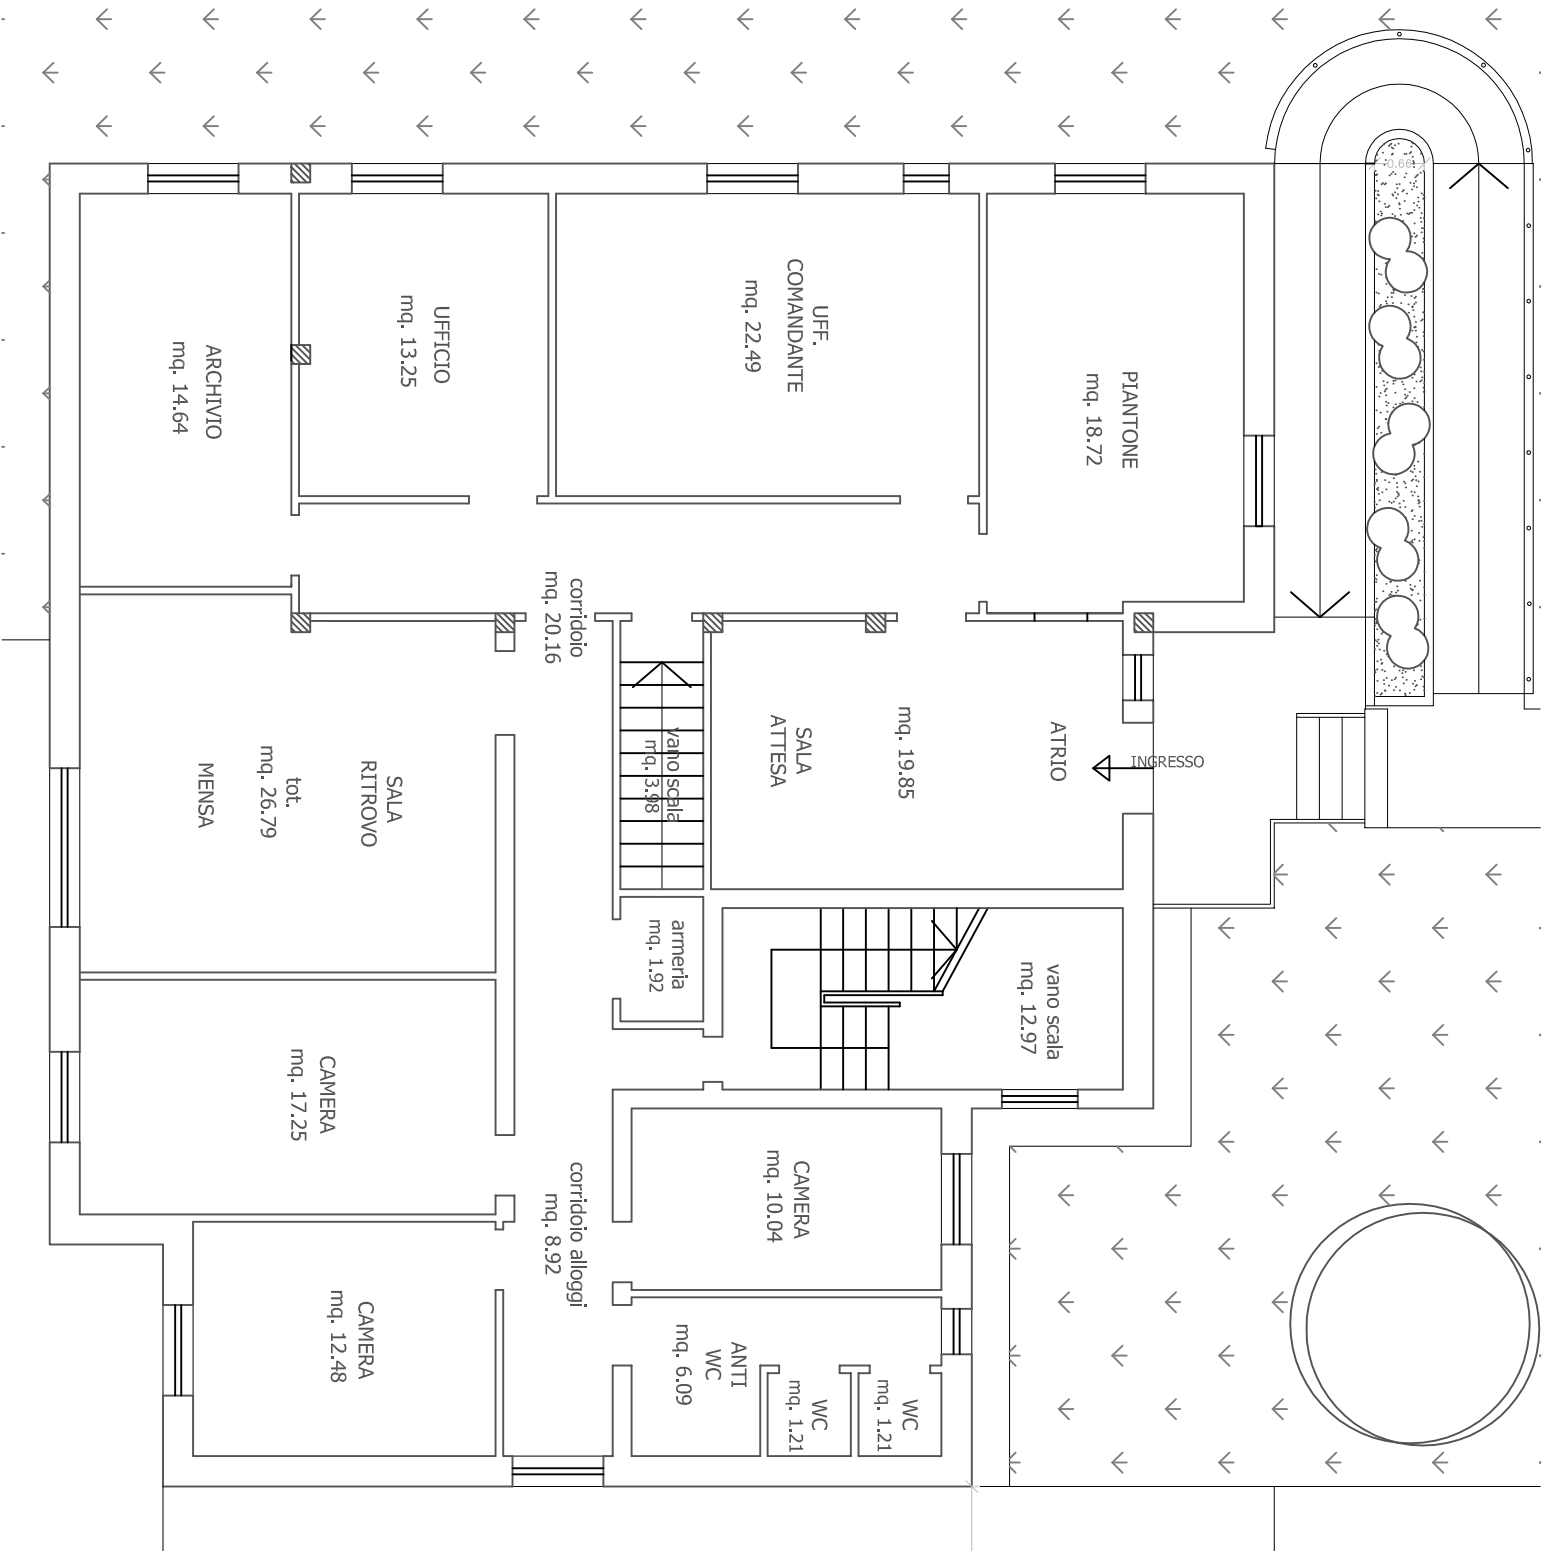 0.66
UFF.
COMANDANTE
mq. 22.49
UFFICIO
mq. 13.25
ARCHIVIO
mq. 14.64
PIANTONE
mq. 18.72
corridoio
mq. 20.16
SALA
ATTESA
mq. 19.85
ATRIO
INGRESSO
vano scala
mq. 3.98
SALA
RITROVO
tot.
mq. 26.79
MENSA
armeria
mq. 1.92
vano scala
mq. 12.97
CAMERA
mq. 17.25
CAMERA
mq. 10.04
corridoio alloggi
mq. 8.92
CAMERA
mq. 12.48
ANTI
WC
mq. 6.09
WC
mq. 1.21
WC
mq. 1.21